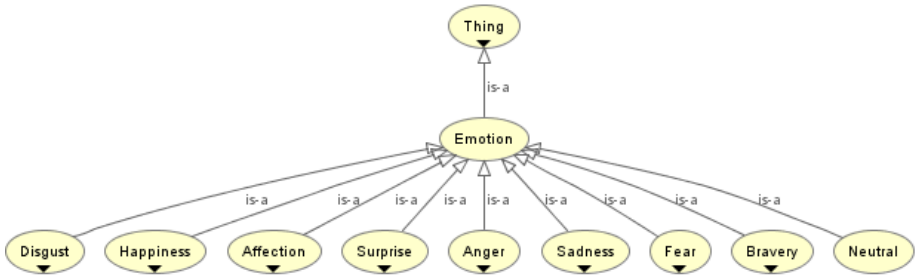 Thing
is-a
Emotion
is-a is-a is-a is-a is-a is-a is-a is-a is-a
Disgust Happiness Affection Surprise Anger Sadness Fear Bravery Neutral